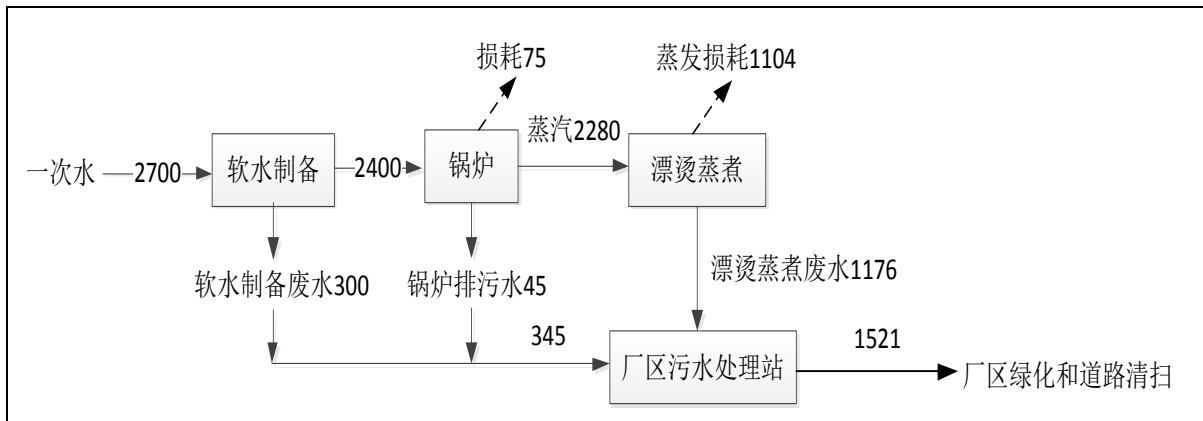 损耗75
蒸发损耗1104
蒸汽2280
一次水
2700
软水制备
2400
锅炉
漂烫蒸煮
软水制备废水300
锅炉排污水45
漂烫蒸煮废水1176
345
厂区污水处理站
1521
厂区绿化和道路清扫